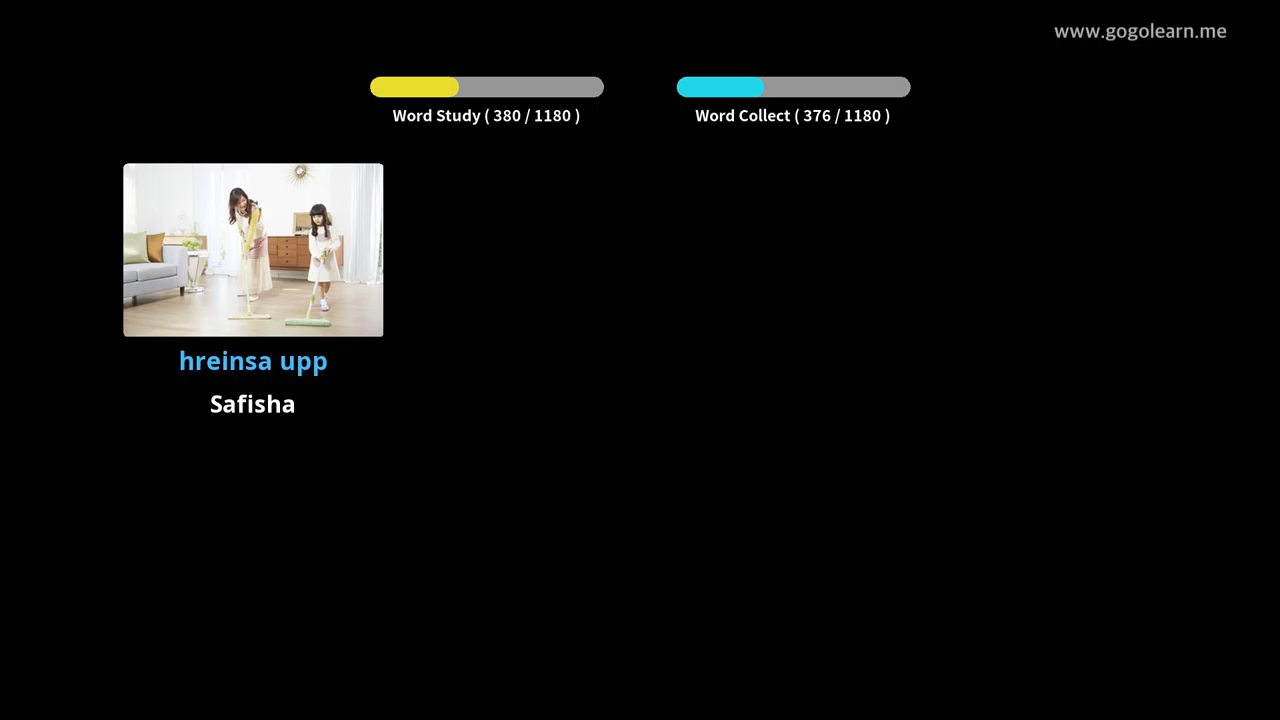 www.gogolearn.me
Word Study ( 380 / 1180 )
Word Collect ( 376 / 1180 )
hreinsa upp
Safisha